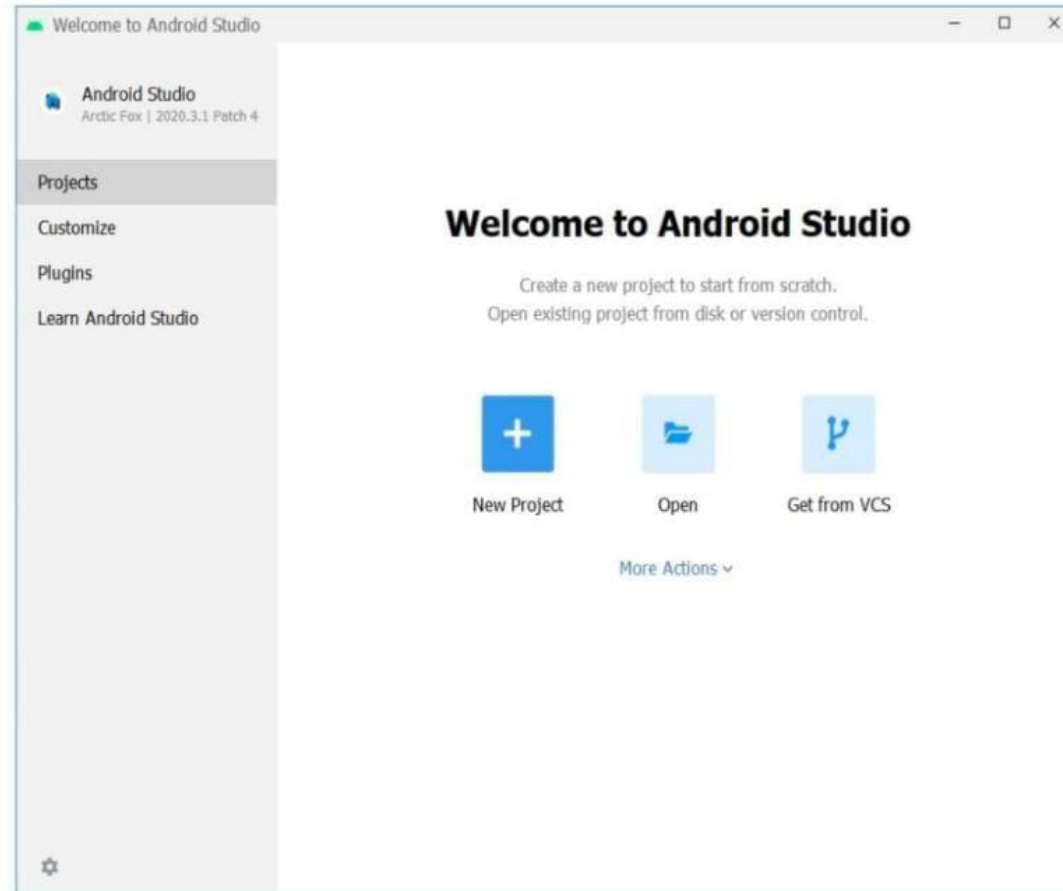 Welcome to Android Studio
Android Studio
Arctic Fox | 2020.3.1 Patch 4
Projects
Customize
Plugins
Learn Android Studio
Welcome to Android Studio
Create a new project to start from scratch.
Open existing project from disk or version control.
New Project
Open
Get from VCS
More Actions